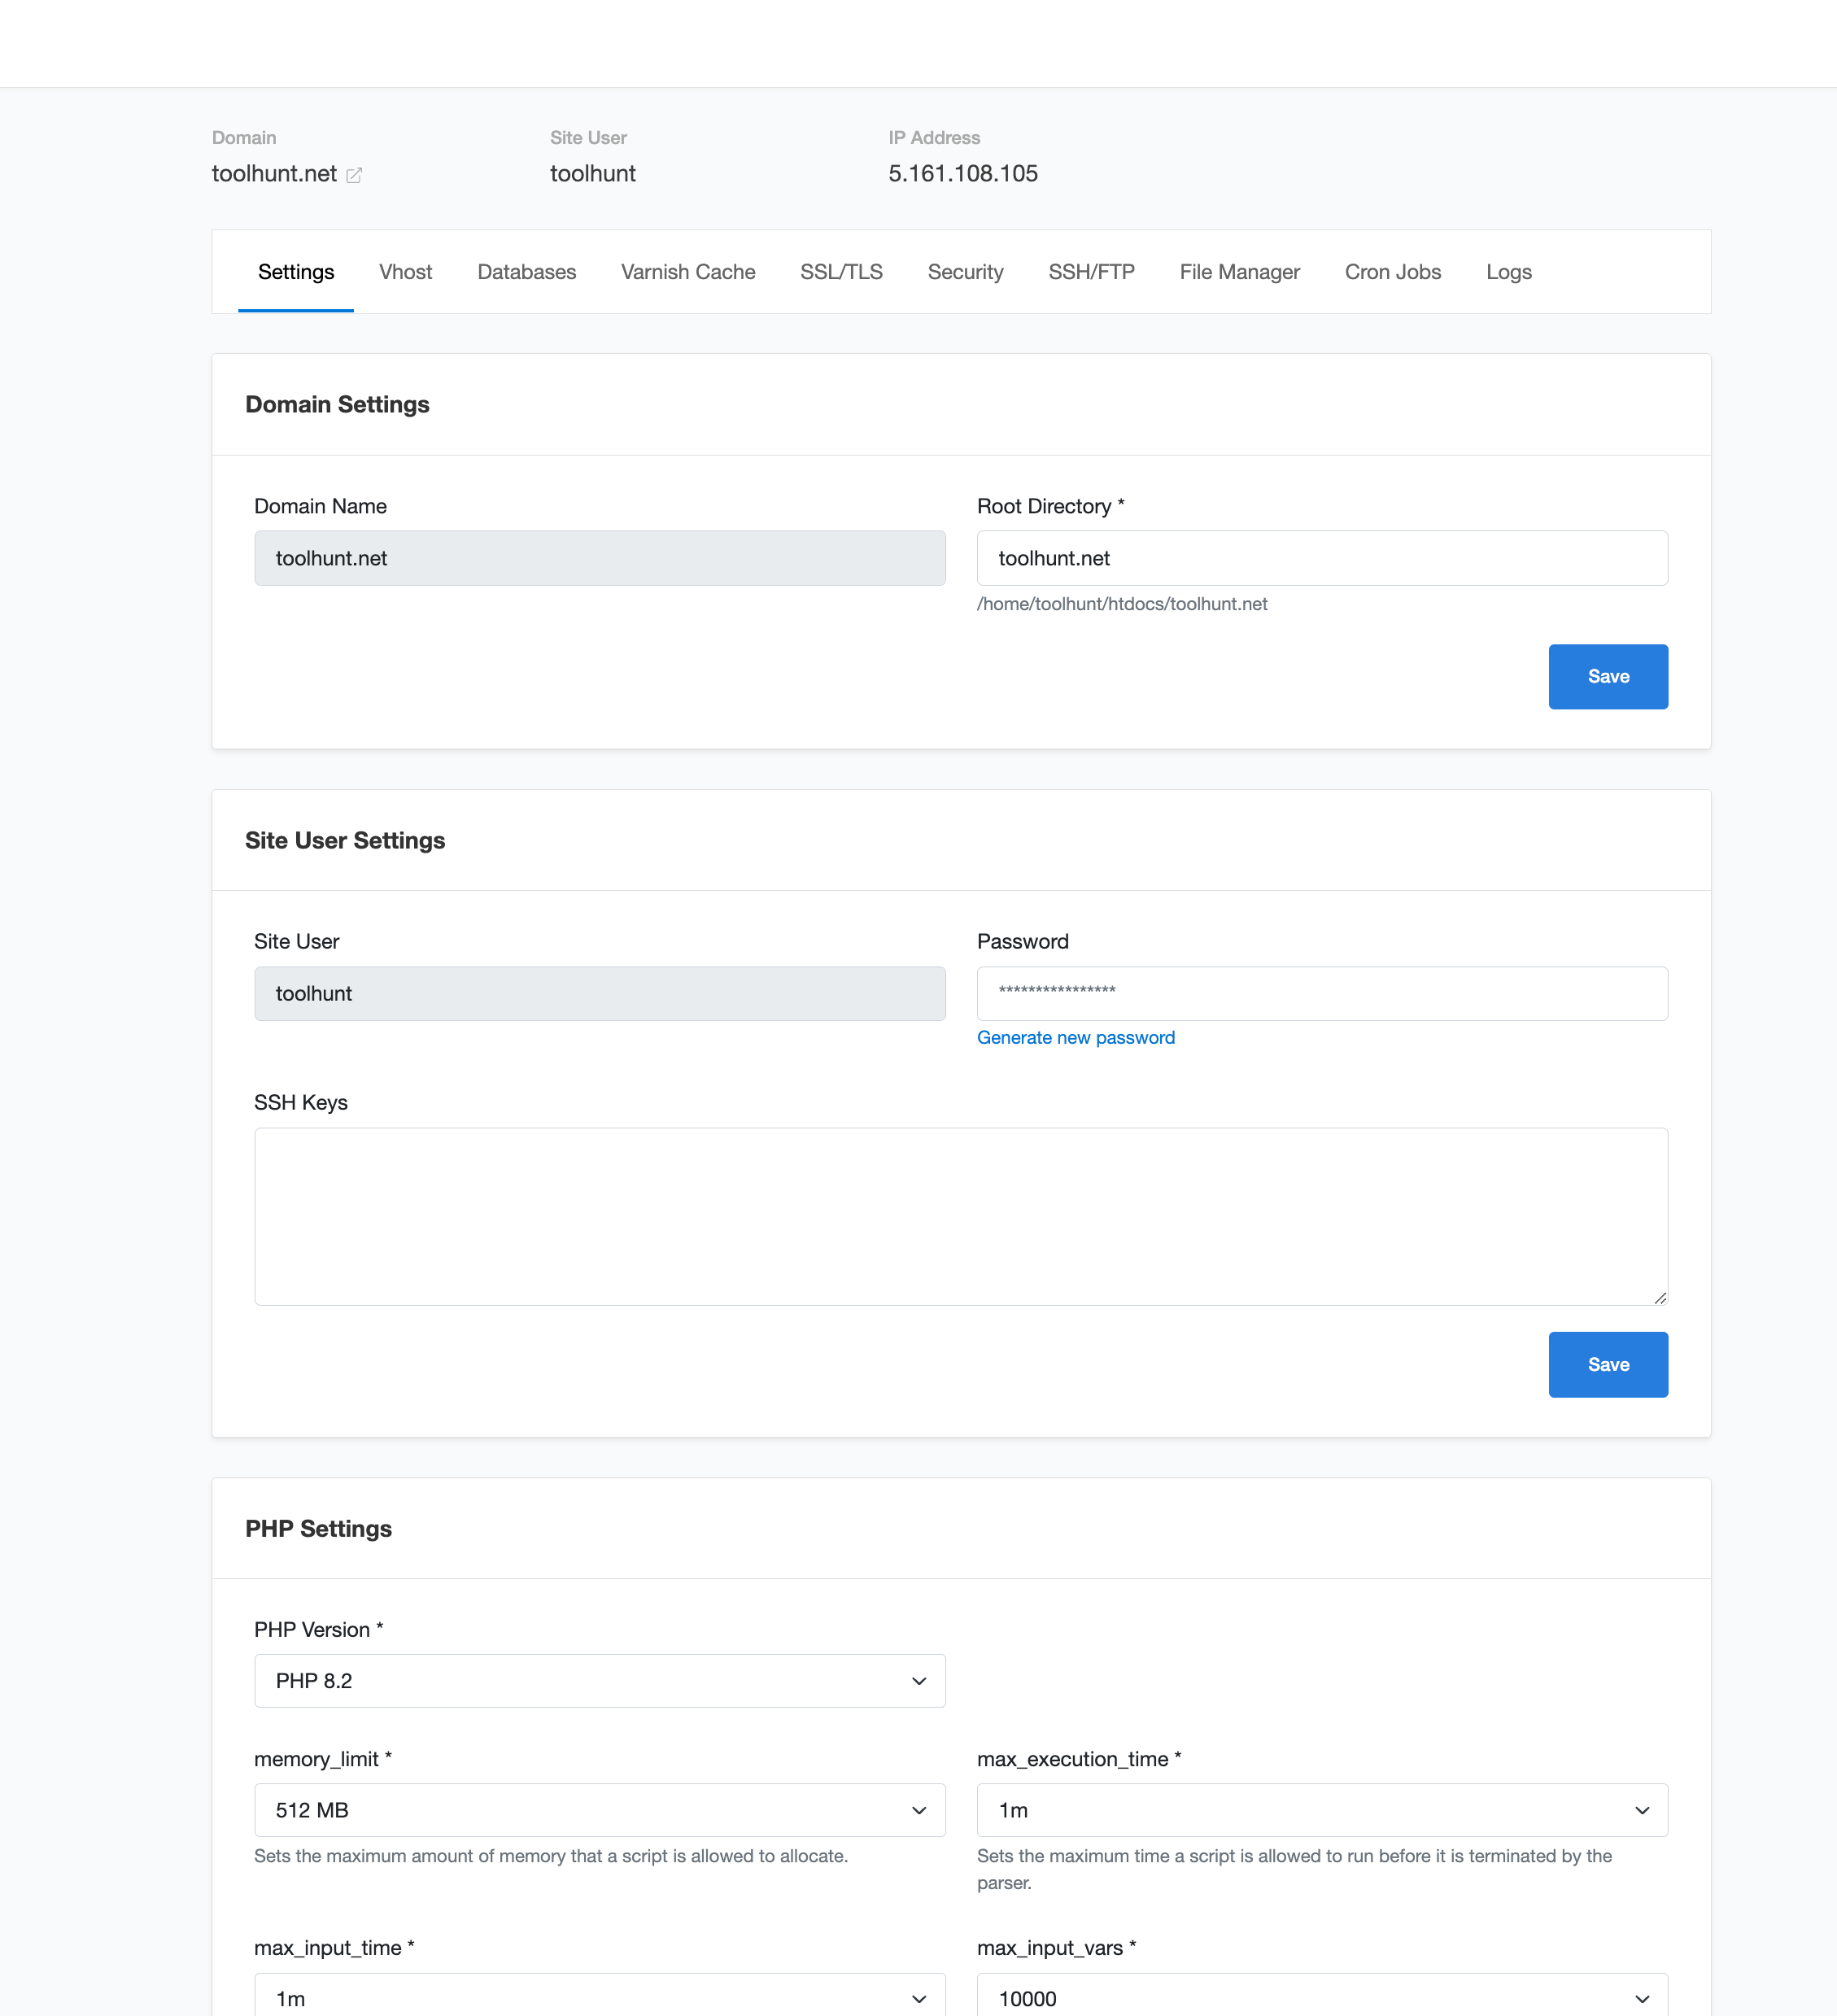 Domain
Site User
IP Address
toolhunt.net
toolhunt
5.161.108.105
Settings
Vhost
Databases
Varnish Cache
SSL/TLS
Security
SSH/FTP
File Manager
Cron Jobs
Logs
Domain Settings
Domain Name
Root Directory *
toolhunt.net
toolhunt.net
/home/toolhunt/htdocs/toolhunt.net
Save
Site User Settings
Site User
Password
toolhunt
****************
Generate new password
SSH Keys
Save
PHP Settings
PHP Version *
PHP 8.2
memory_limit *
max_execution_time *
512 MB
1m
Sets the maximum amount of memory that a script is allowed to allocate.
Sets the maximum time a script is allowed to run before it is terminated by the
parser.
max_input_time *
max_input_vars *
1m
10000